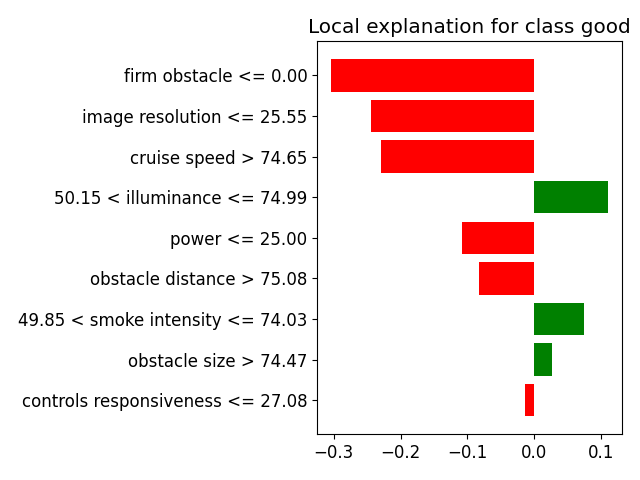 Local explanation for class good
firm obstacle <= 0.00
image resolution <= 25.55
cruise speed > 74.65
50.15 < illuminance <= 74.99
power <= 25.00
obstacle distance > 75.08
49.85 < smoke intensity <= 74.03
obstacle size > 74.47
controls responsiveness <= 27.08
−0.3 −0.2 −0.1 0.0 0.1